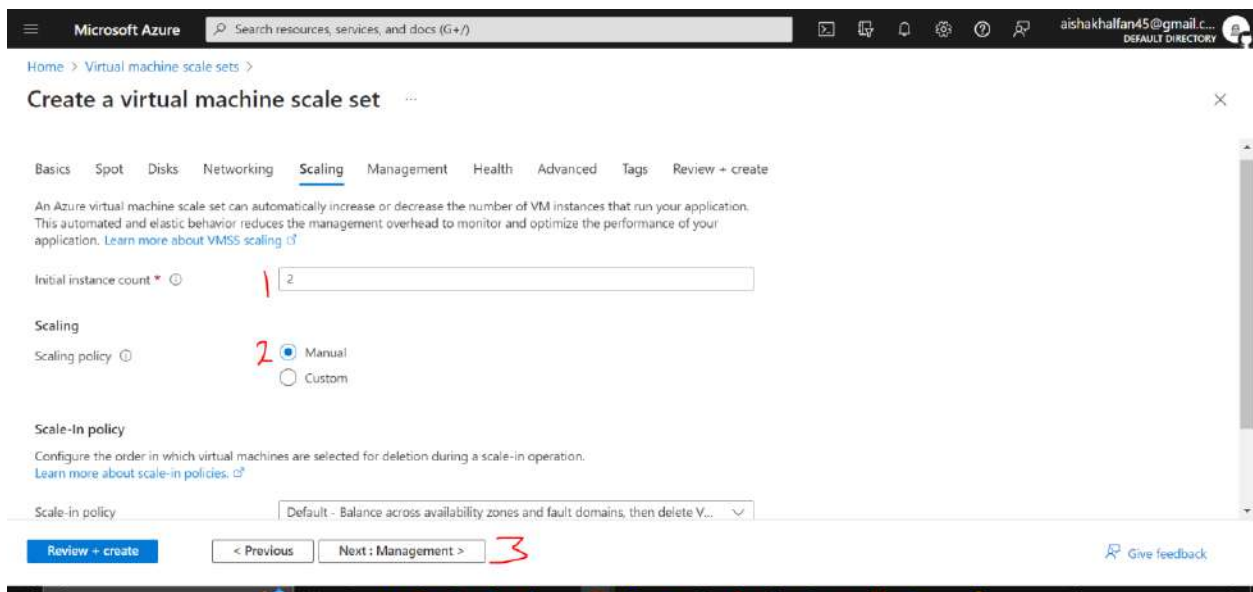 Microsoft Azure
Search resources, services, and docs (G+/)
aishakhalfan45@gmail.c...
DEFAULT DIRECTORY
Home > Virtual machine scale sets >
Create a virtual machine scale set ...
Basics Spot Disks Networking Scaling Management Health Advanced Tags Review + create
An Azure virtual machine scale set can automatically increase or decrease the number of VM instances that run your application.
This automated and elastic behavior reduces the management overhead to monitor and optimize the performance of your
application. Learn more about VMSS scaling
Initial instance count * 1 2
Scaling
Scaling policy 2 Manual
Custom
Scale-In policy
Configure the order in which virtual machines are selected for deletion during a scale-in operation.
Learn more about scale-in policies.
Scale-in policy Default - Balance across availability zones and fault domains, then delete V...
Review + create < Previous Next : Management > 3 Give feedback